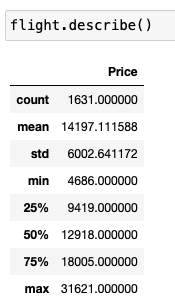 flight.describe()
Price
count 1631.000000
mean 14197.111588
std 6002.641172
min 4686.000000
25% 9419.000000
50% 12918.000000
75% 18005.000000
max 31621.000000